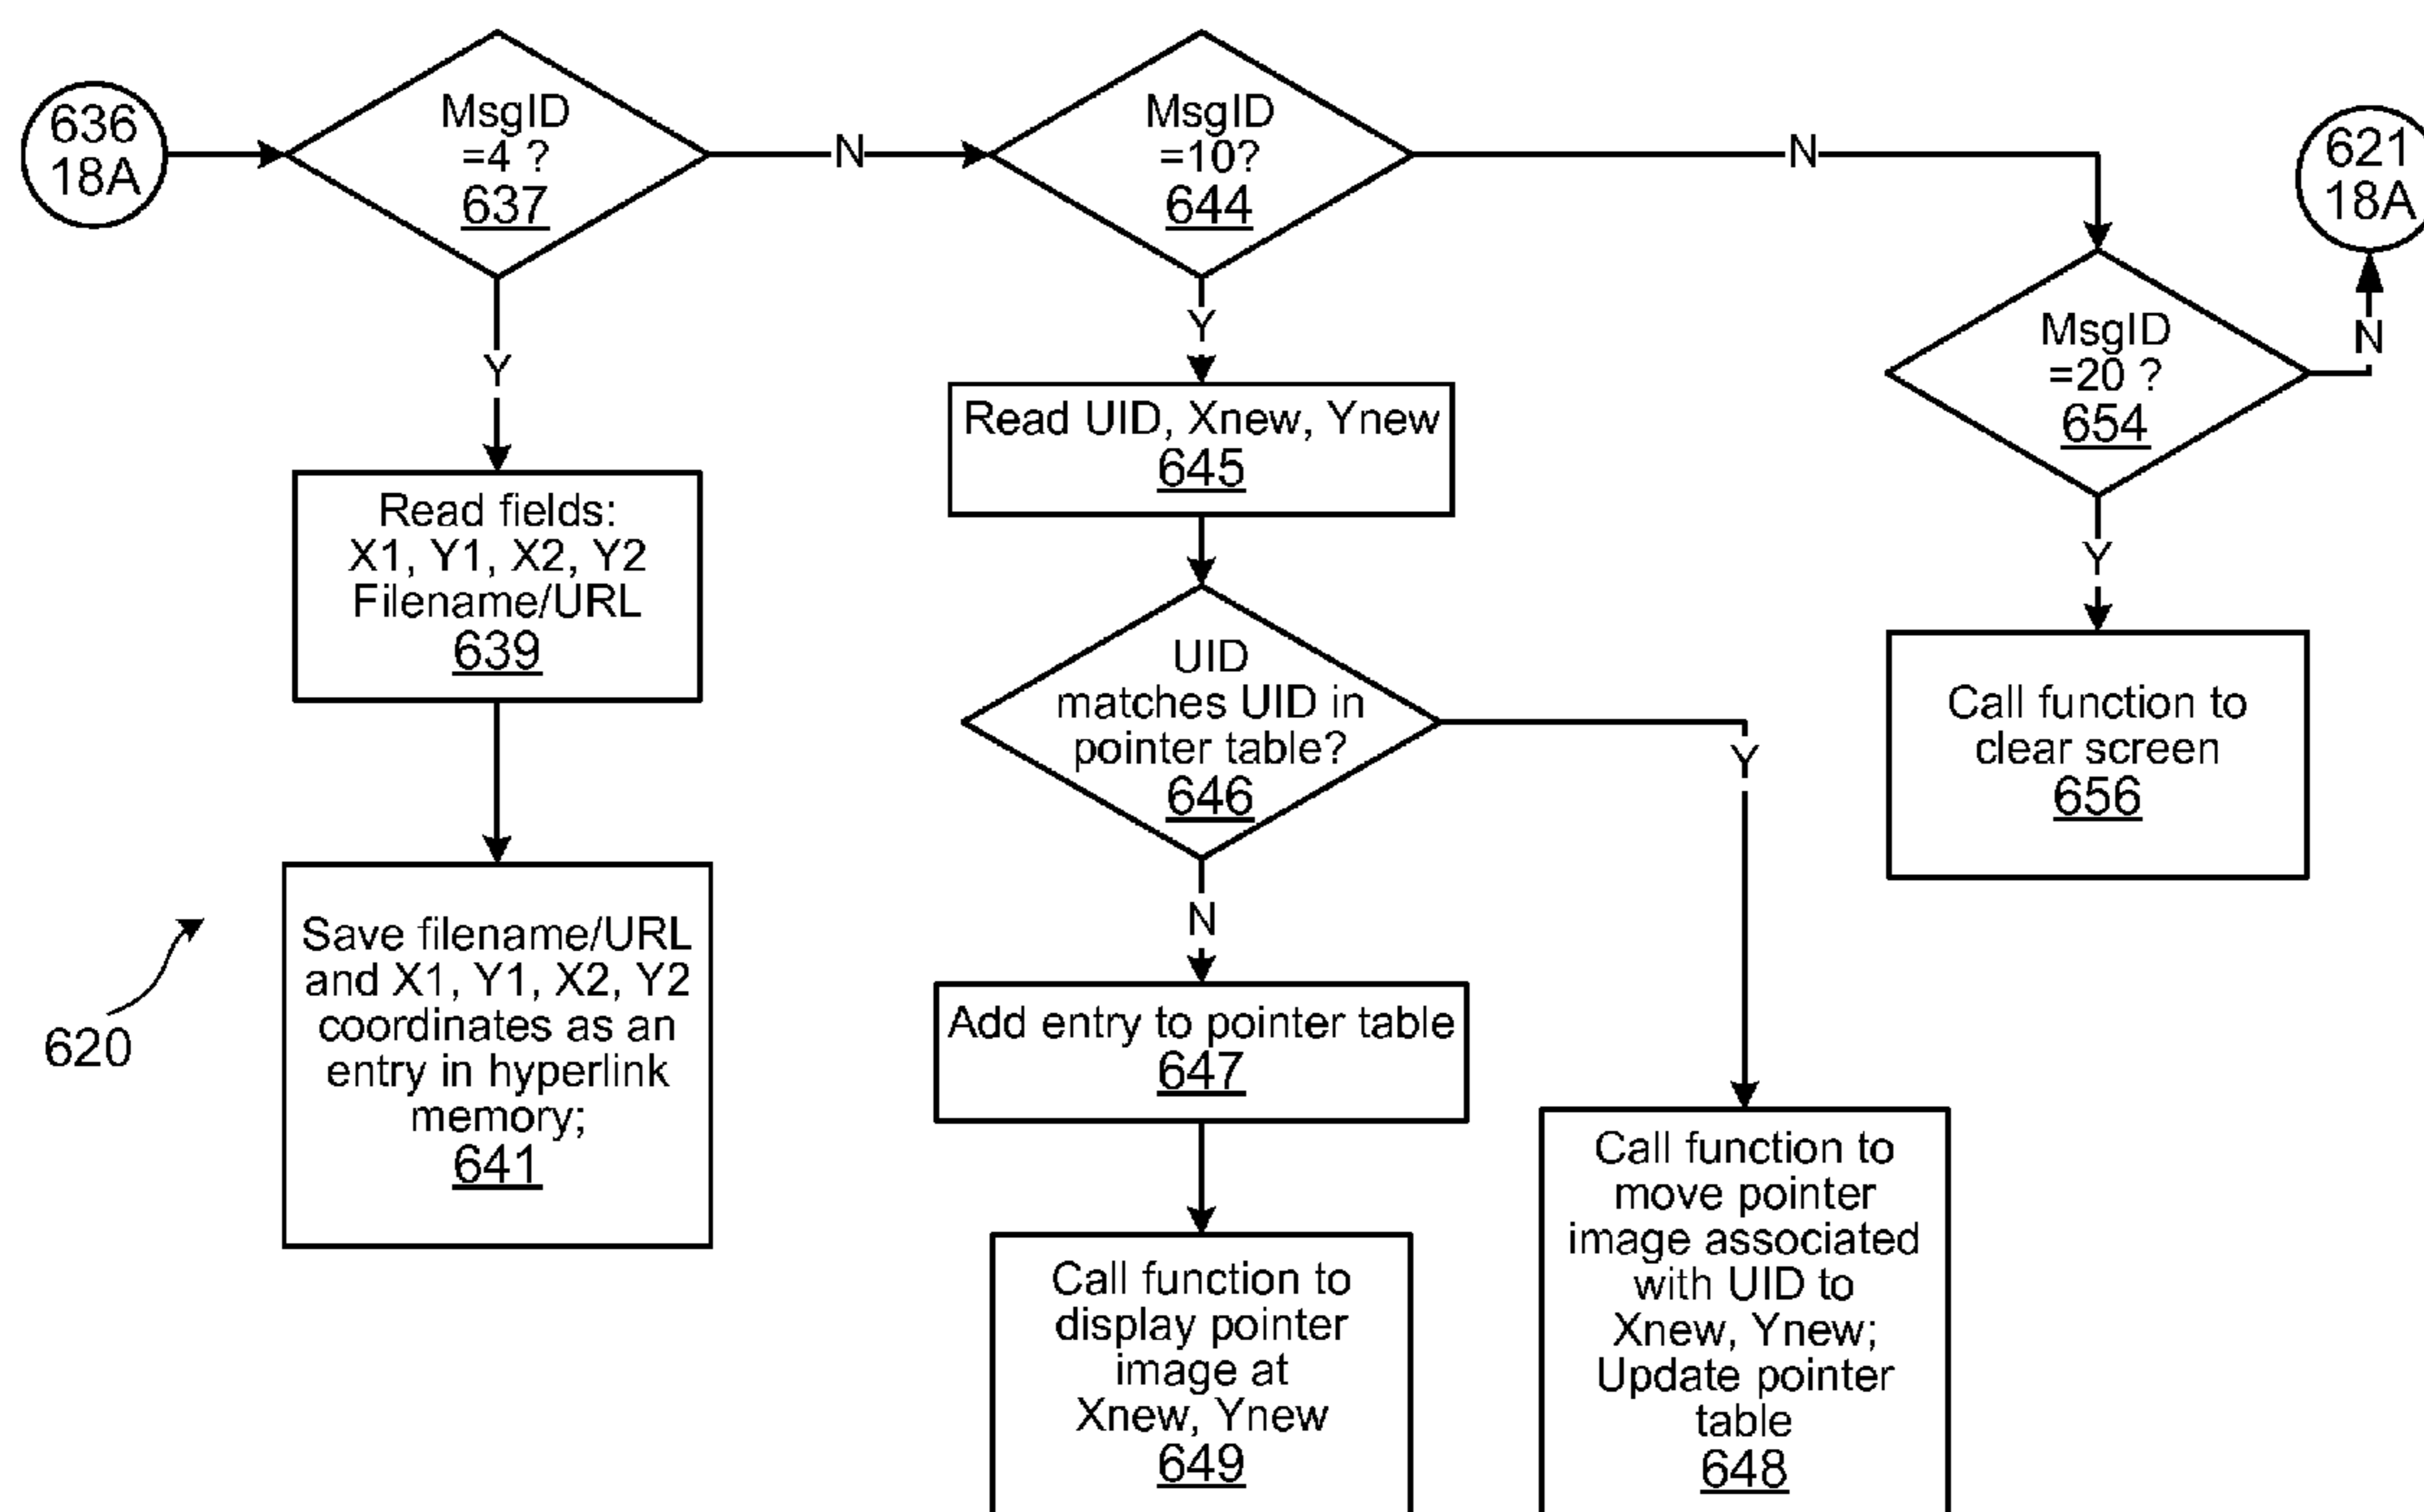 636
18A
MsgID
=4 ?
637
N
MsgID
=10?
644
N
621
18A
MsgID
=20 ?
654
N
Y
Read fields:
X1, Y1, X2, Y2
Filename/URL
639
Save filename/URL
and X1, Y1, X2, Y2
coordinates as an
entry in hyperlink
memory;
641
620
Y
Read UID, Xnew, Ynew
645
UID
matches UID in
pointer table?
646
N
Add entry to pointer table
647
Call function to
display pointer
image at
Xnew, Ynew
649
Y
Call function to
move pointer
image associated
with UID to
Xnew, Ynew;
Update pointer
table
648
Y
Call function to
clear screen
656